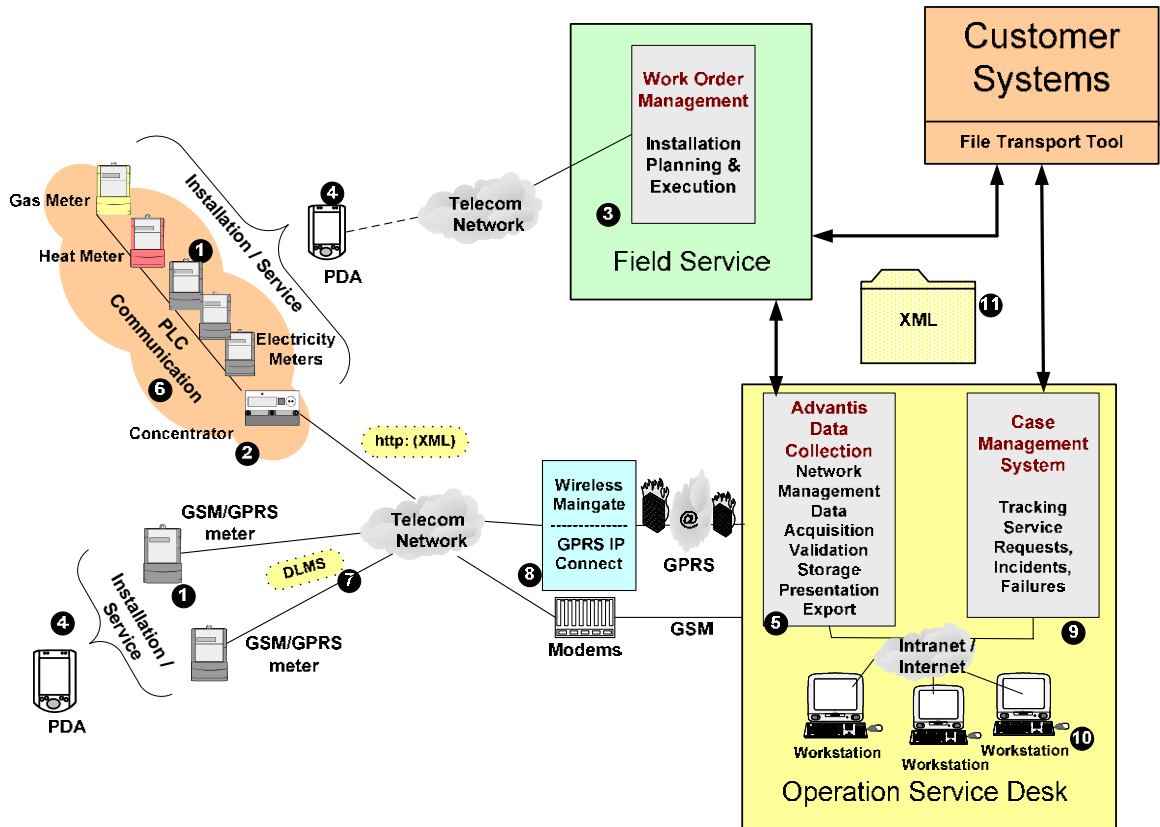 Customer
Systems
File Transport Tool
Work Order
Management
Installation
Planning &
Execution
3
Field Service
4
PDA
Telecom
Network
Installation / Service
Gas Meter
Heat Meter
1
Electricity
Meters
PLC
Communication
6
Concentrator
2
http: (XML)
XML
11
GSM/GPRS
meter
1
Telecom
Network
DLMS
7
GSM/GPRS
meter
Installation /
Service
4
PDA
Wireless
Maingate
GPRS IP
Connect
8
@
GPRS
Modems
GSM
Advantis
Data
Collection
Network
Management
Data
Acquisition
Validation
Storage
Presentation
Export
5
Case
Management
System
Tracking
Service
Requests,
Incidents,
Failures
9
Intranet /
Internet
Workstation
Workstation
Workstation
10
Operation Service Desk